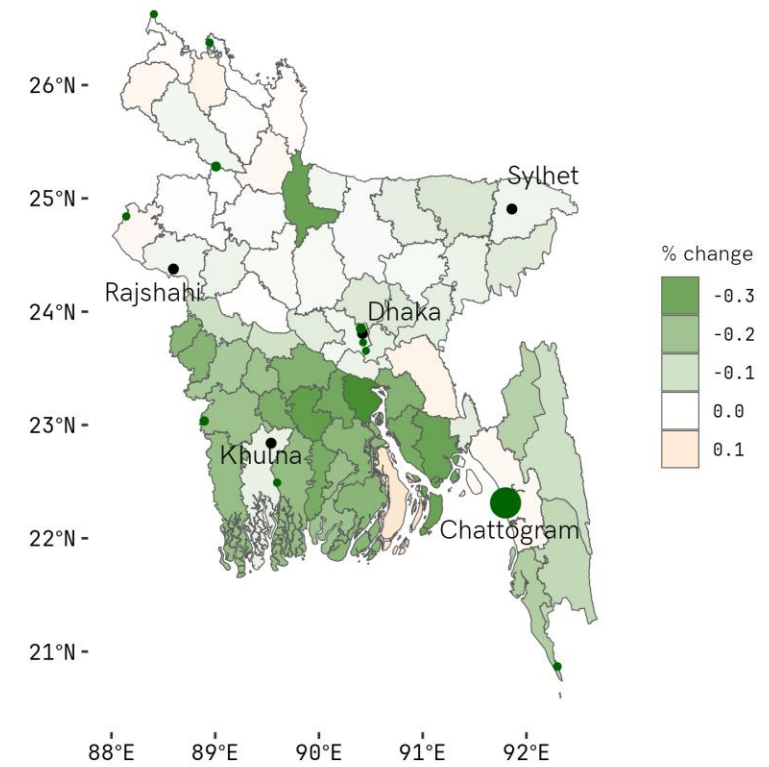 26°N
25°N
24°N
23°N
22°N
21°N
88°E 89°E 90°E 91°E 92°E
Sylhet
Rajshahi
Dhaka
Khulna
Chattogram
% change
-0.3
-0.2
-0.1
0.0
0.1